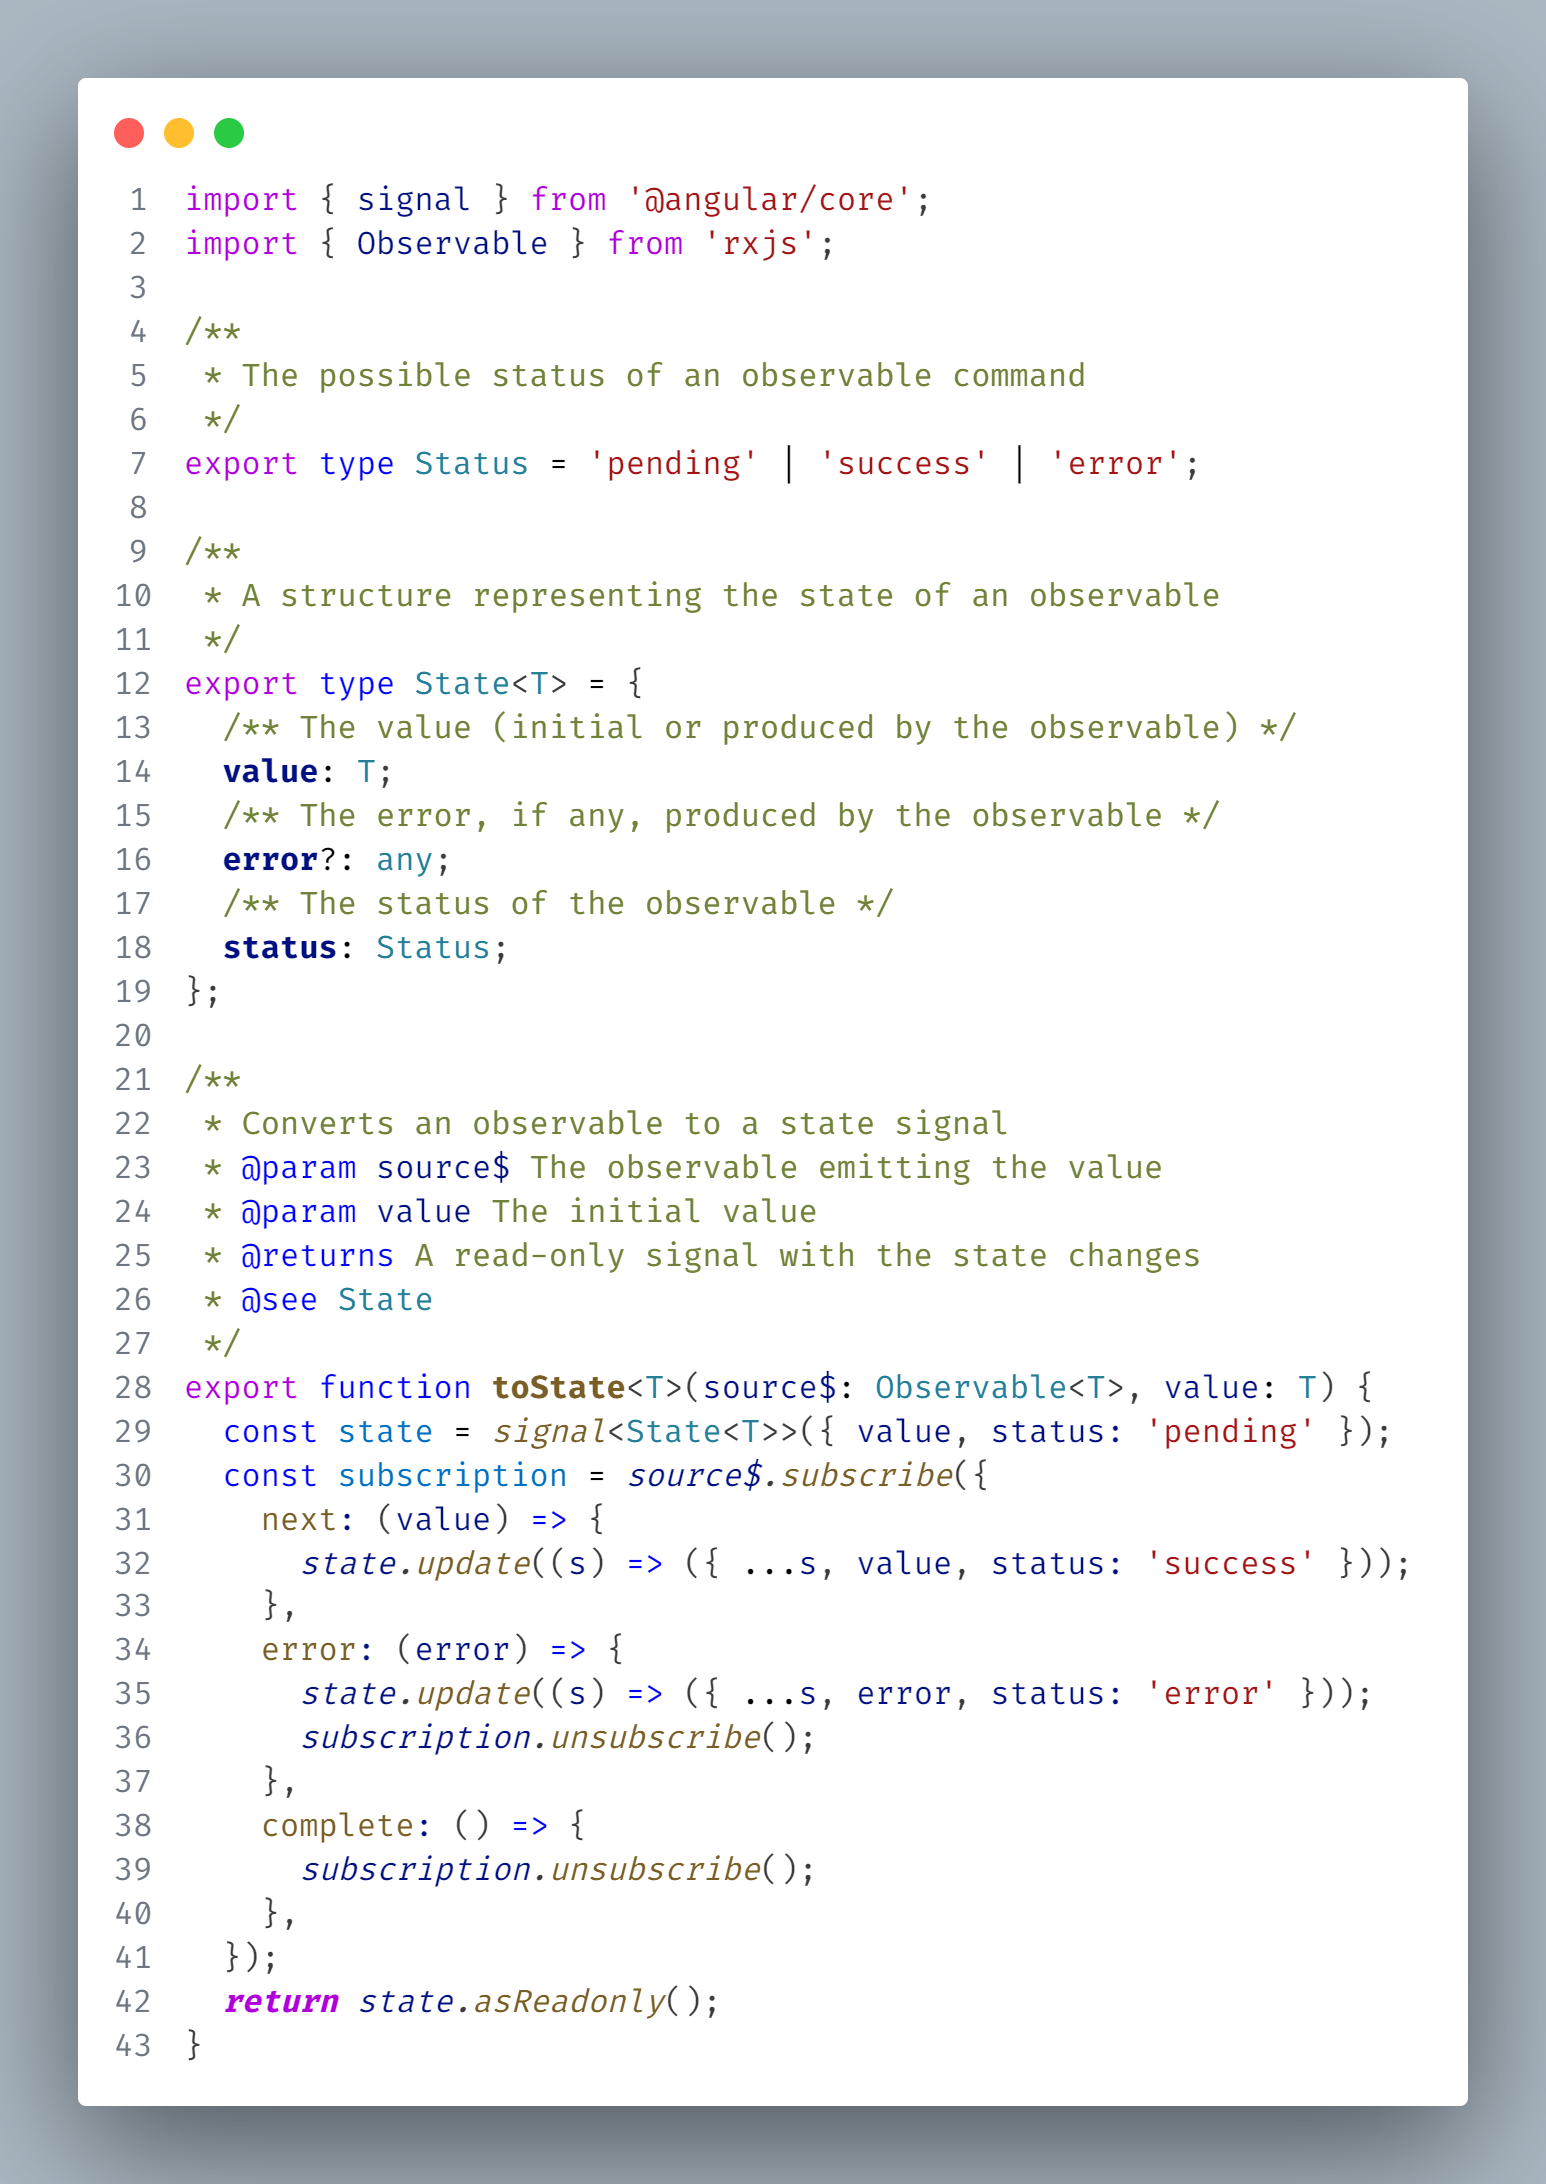 1 import { signal } from '@angular/core';
2 import { Observable } from 'rxjs';
3
4 /**
5  * The possible status of an observable command
6  */
7 export type Status = 'pending' | 'success' | 'error';
8
9 /**
10  * A structure representing the state of an observable
11  */
12 export type State<T> = {
13   /** The value (initial or produced by the observable) */
14   value: T;
15   /** The error, if any, produced by the observable */
16   error?: any;
17   /** The status of the observable */
18   status: Status;
19 };
20
21 /**
22  * Converts an observable to a state signal
23  * @param source$ The observable emitting the value
24  * @param value The initial value
25  * @returns A read-only signal with the state changes
26  * @see State
27  */
28 export function toState<T>(source$: Observable<T>, value: T) {
29   const state = signal<State<T>>({ value, status: 'pending' });
30   const subscription = source$.subscribe({
31     next: (value) => {
32       state.update((s) => ({ ...s, value, status: 'success' }));
33     },
34     error: (error) => {
35       state.update((s) => ({ ...s, error, status: 'error' }));
36       subscription.unsubscribe();
37     },
38     complete: () => {
39       subscription.unsubscribe();
40     },
41   });
42   return state.asReadonly();
43 }